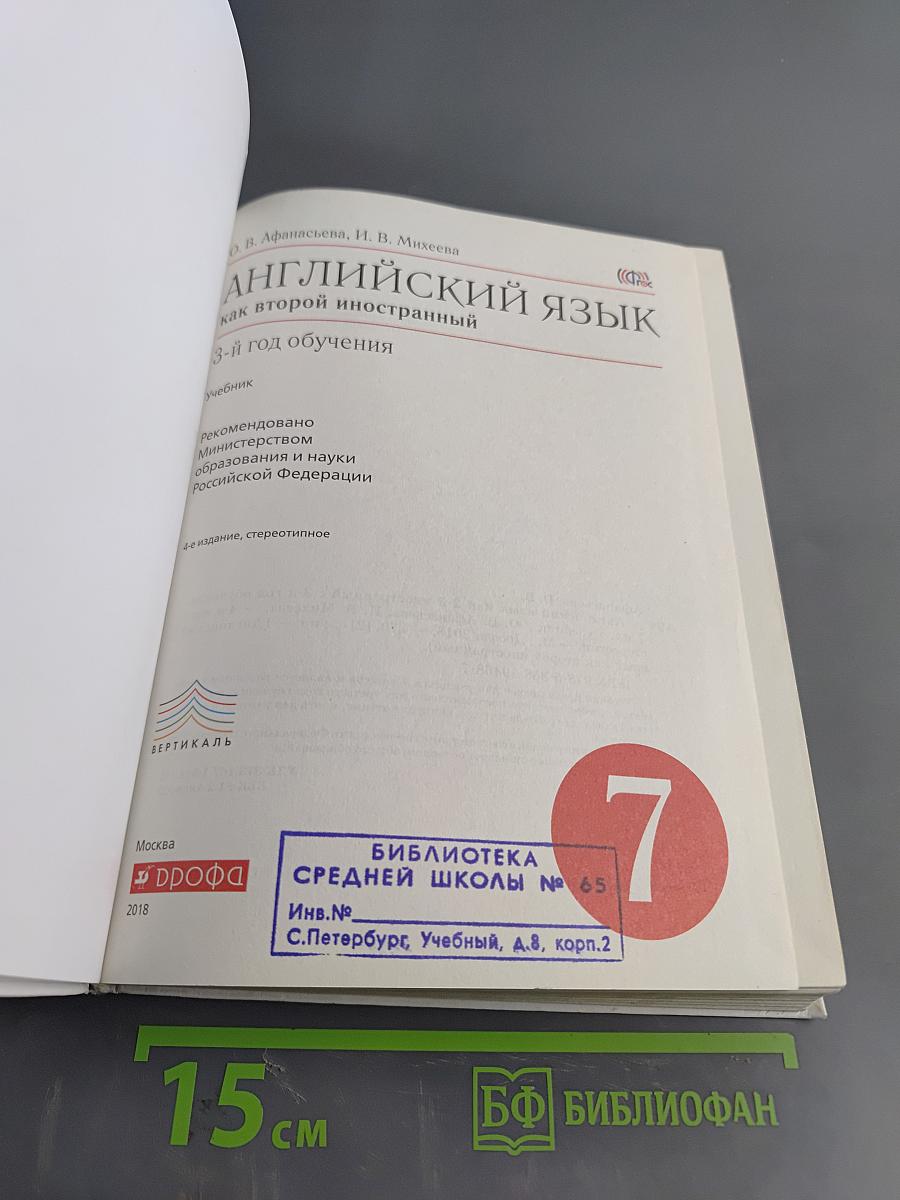 О. В. Афанасьева, И. В. Михеева
ФГОС
АНГЛИЙСКИЙ ЯЗЫК
как второй иностранный
3-й год обучения
Учебник
Рекомендовано
Министерством
образования и науки
Российской Федерации
4-е издание, стереотипное
ВЕРТИКАЛЬ
7
Москва
дрофа
2018
БИБЛИОТЕКА
СРЕДНЕЙ ШКОЛЫ № 65
Инв.№
С.Петербург, Учебный, д.8, корп.2
15 см
БФ БИБЛИОФАН